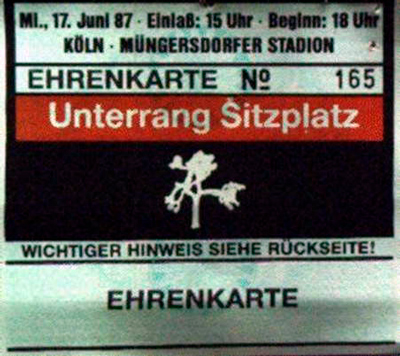 Mi., 17. Juni 87 · Einlaß: 15 Uhr · Beginn: 18 Uhr
KÖLN · MÜNGERSDORFER STADION
EHRENKARTE Nº 165
Unterrang Sitzplatz
WICHTIGER HINWEIS SIEHE RÜCKSEITE!
EHRENKARTE